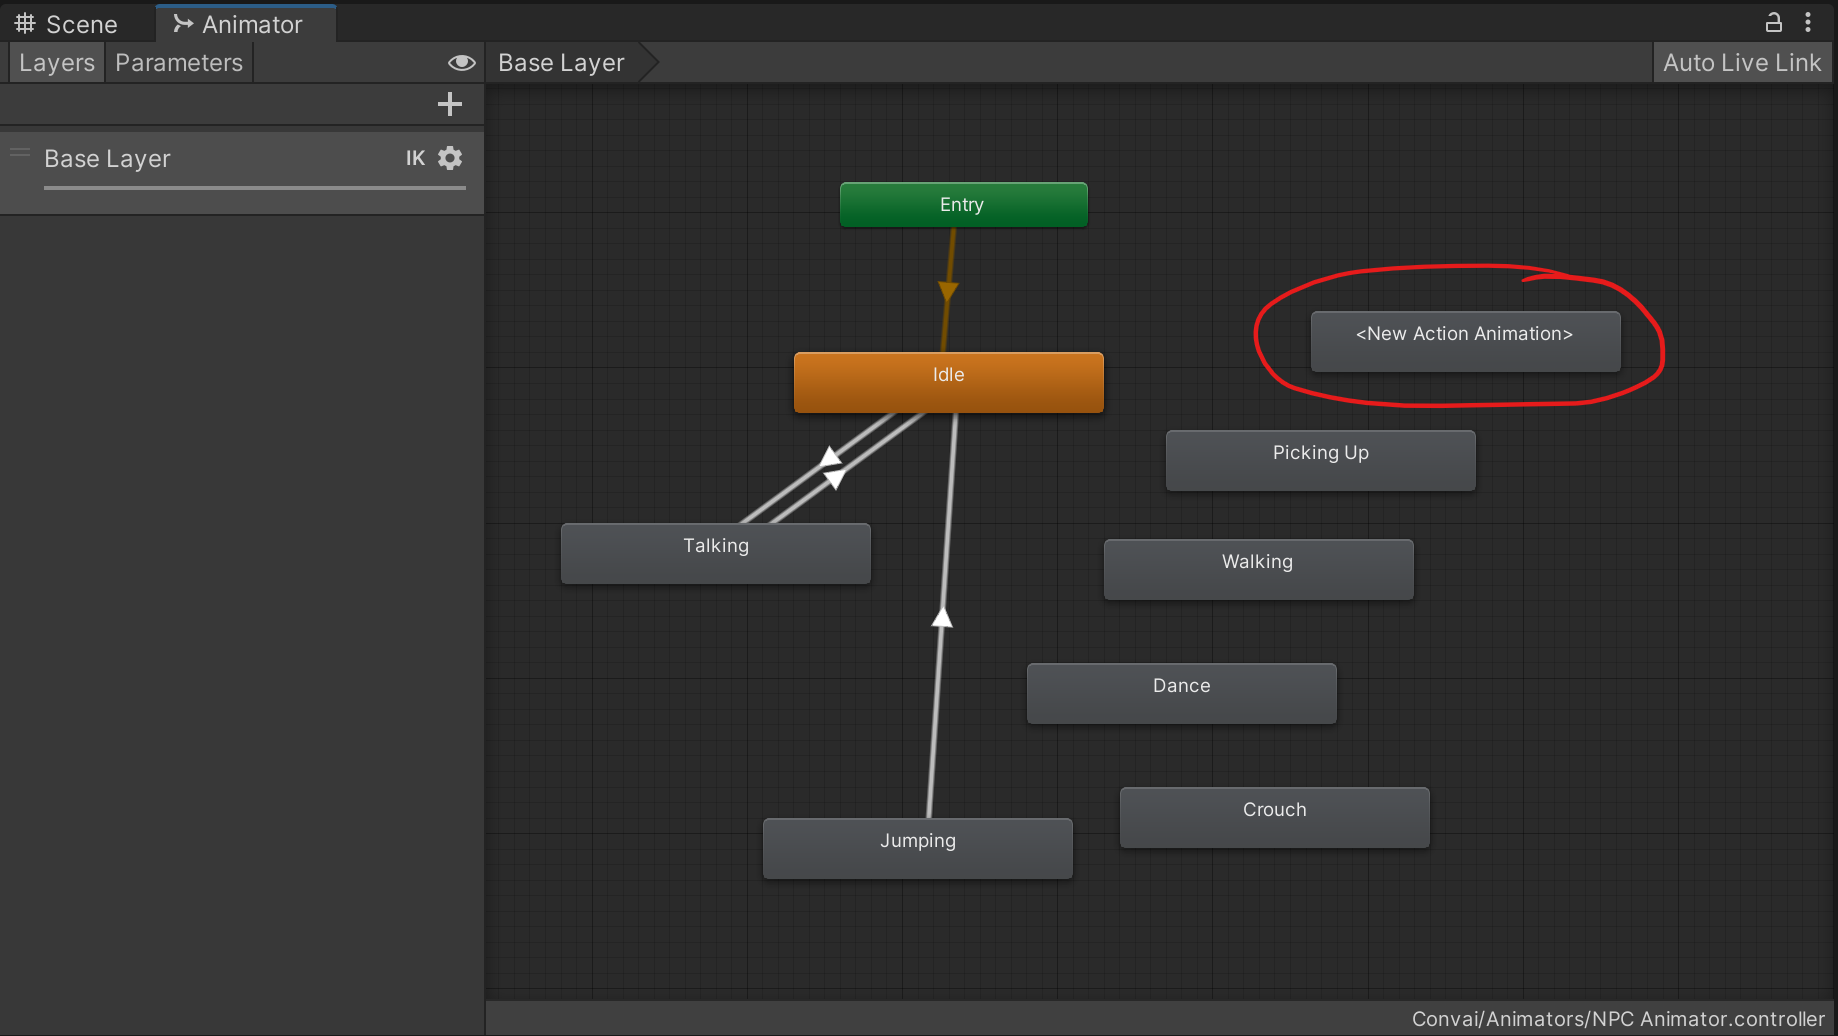 Scene
Animator
Layers
Parameters
Base Layer
Auto Live Link
Base Layer
IK
Entry
<New Action Animation>
Idle
Picking Up
Talking
Walking
Dance
Crouch
Jumping
Convai/Animators/NPC Animator.controller